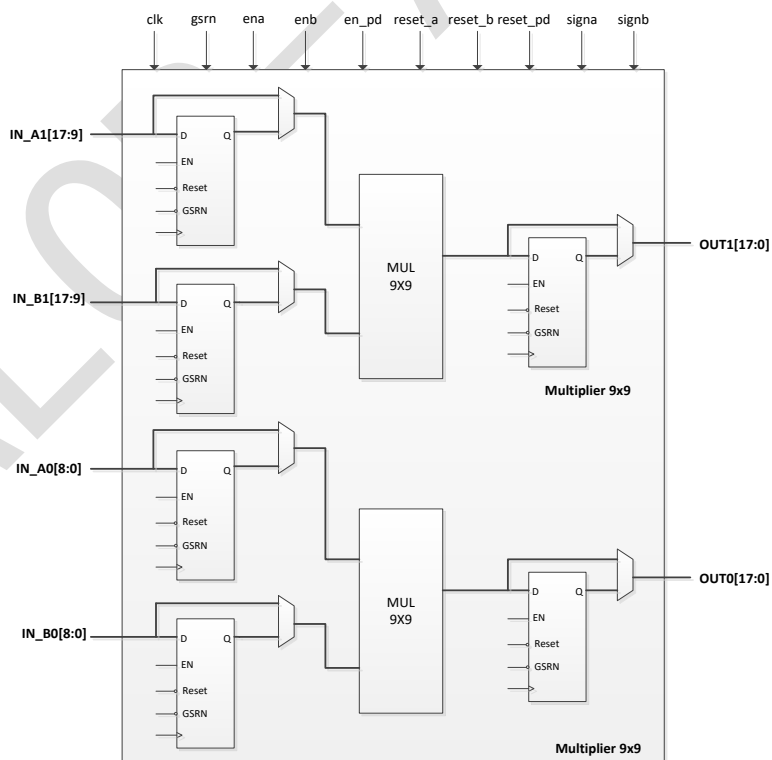 clk gsrn ena enb en_pd reset_a reset_b reset_pd signa signb
IN_A1[17:9]
D Q
EN
Reset
GSRN
IN_B1[17:9]
D Q
EN
Reset
GSRN
MUL
9X9
D Q
EN
Reset
GSRN
OUT1[17:0]
Multiplier 9x9
IN_A0[8:0]
D Q
EN
Reset
GSRN
IN_B0[8:0]
D Q
EN
Reset
GSRN
MUL
9X9
D Q
EN
Reset
GSRN
OUT0[17:0]
Multiplier 9x9